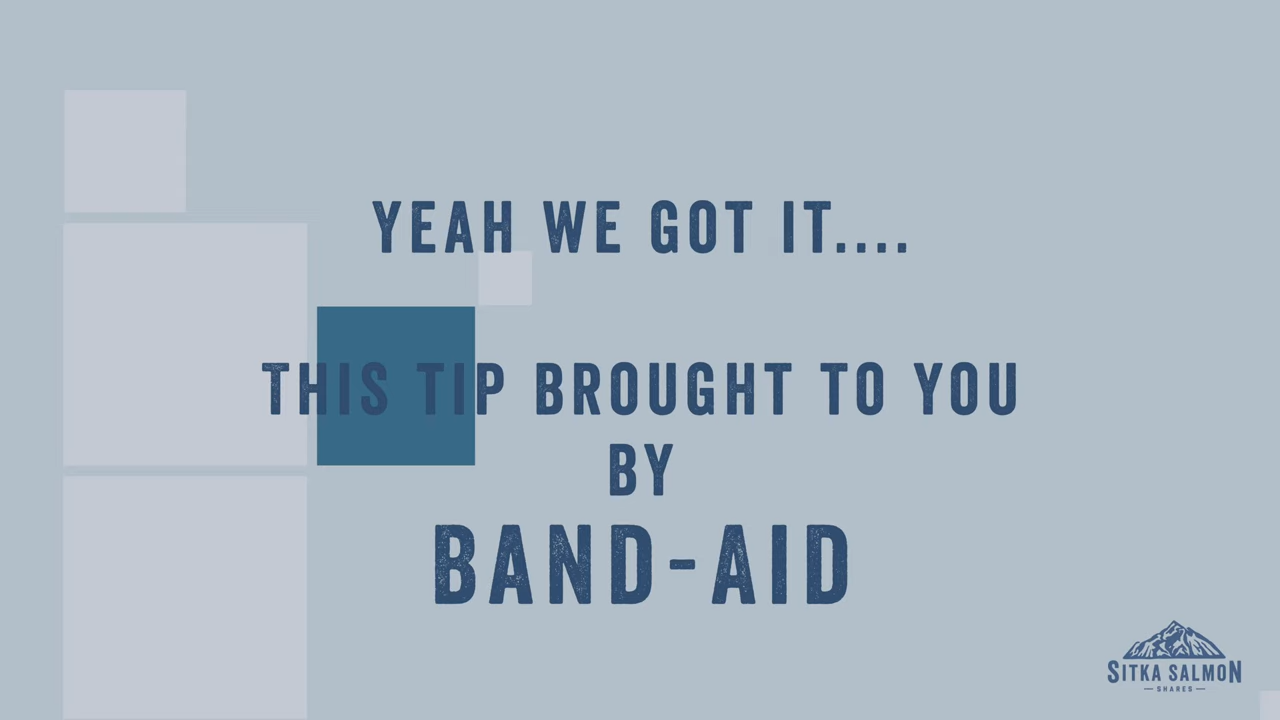 YEAH WE GOT IT....
THIS TIP BROUGHT TO YOU
BY
BAND-AID
SITKA SALMON
SHARES